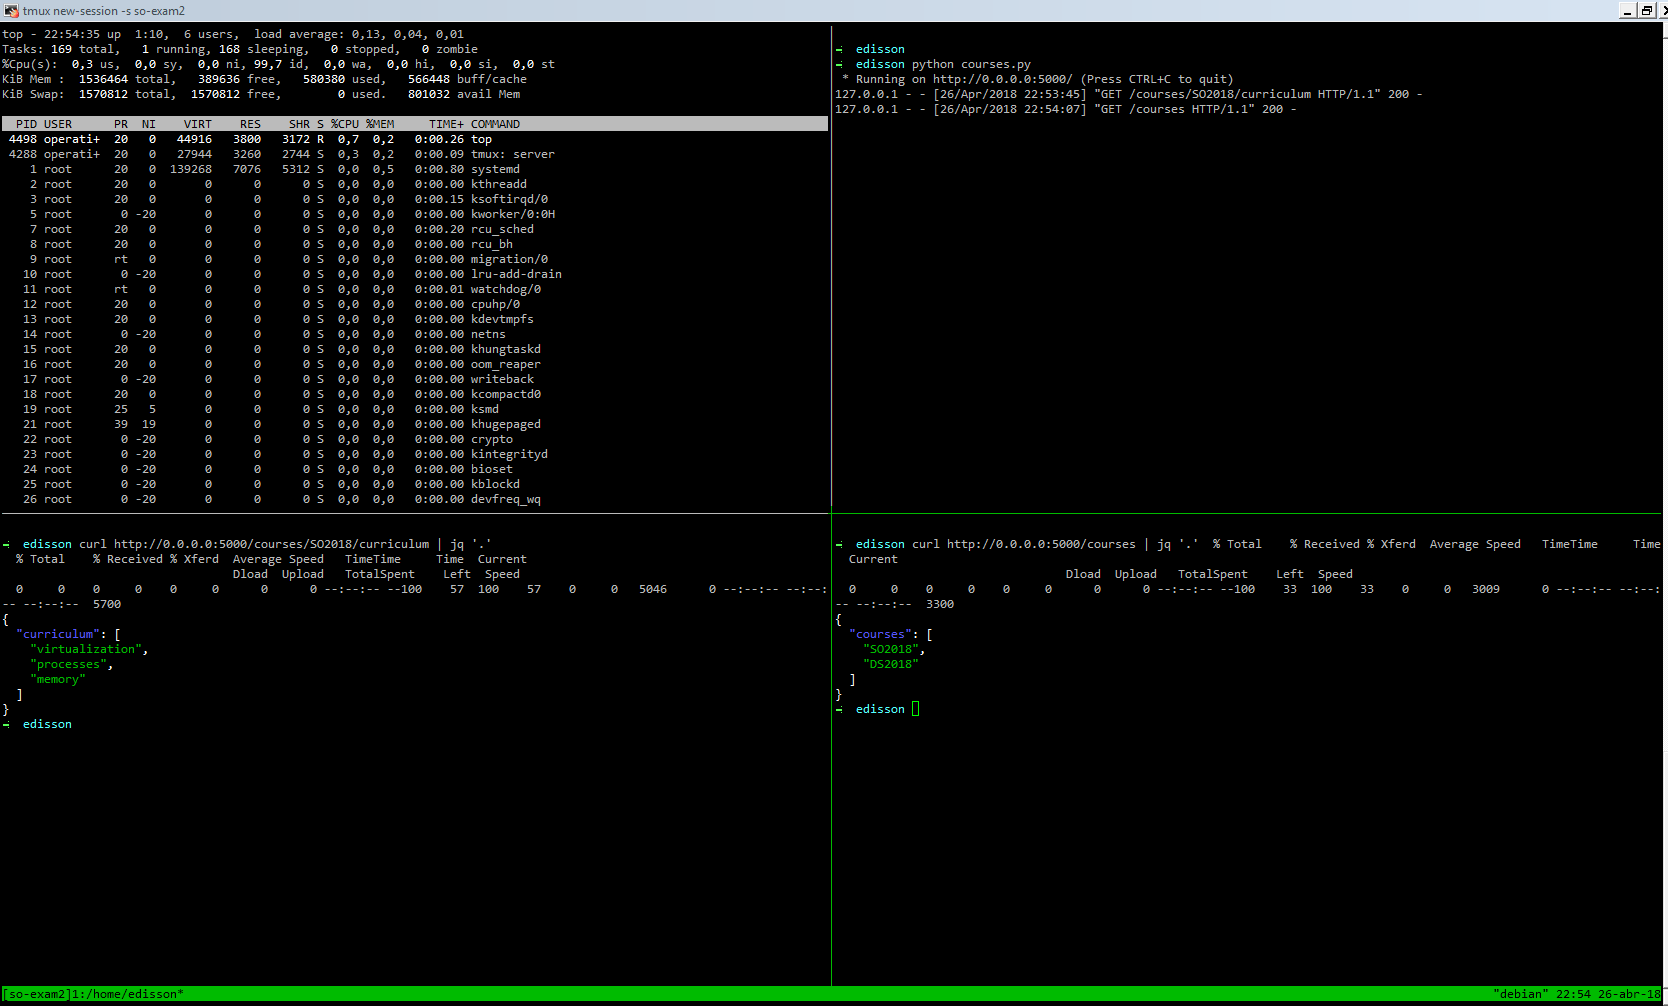 tmux new-session -s so-exam2
top - 22:54:35 up  1:10,  6 users,  load average: 0,13, 0,04, 0,01
Tasks: 169 total,   1 running, 168 sleeping,   0 stopped,   0 zombie
%Cpu(s):  0,3 us,  0,0 sy,  0,0 ni, 99,7 id,  0,0 wa,  0,0 hi,  0,0 si,  0,0 st
KiB Mem :  1536464 total,   389636 free,   580380 used,   566448 buff/cache
KiB Swap:  1570812 total,  1570812 free,        0 used.   801032 avail Mem
PID USER      PR  NI    VIRT    RES    SHR S %CPU %MEM     TIME+ COMMAND
4498 operati+  20   0   44916   3800   3172 R  0,7  0,2   0:00.26 top
4288 operati+  20   0   27944   3260   2744 S  0,3  0,2   0:00.09 tmux: server
1 root      20   0  139268   7076   5312 S  0,0  0,5   0:00.80 systemd
2 root      20   0       0      0      0 S  0,0  0,0   0:00.00 kthreadd
3 root      20   0       0      0      0 S  0,0  0,0   0:00.15 ksoftirqd/0
5 root       0 -20       0      0      0 S  0,0  0,0   0:00.00 kworker/0:0H
7 root      20   0       0      0      0 S  0,0  0,0   0:00.20 rcu_sched
8 root      20   0       0      0      0 S  0,0  0,0   0:00.00 rcu_bh
9 root      rt   0       0      0      0 S  0,0  0,0   0:00.00 migration/0
10 root       0 -20       0      0      0 S  0,0  0,0   0:00.00 lru-add-drain
11 root      rt   0       0      0      0 S  0,0  0,0   0:00.01 watchdog/0
12 root      20   0       0      0      0 S  0,0  0,0   0:00.00 cpuhp/0
13 root      20   0       0      0      0 S  0,0  0,0   0:00.00 kdevtmpfs
14 root       0 -20       0      0      0 S  0,0  0,0   0:00.00 netns
15 root      20   0       0      0      0 S  0,0  0,0   0:00.00 khungtaskd
16 root      20   0       0      0      0 S  0,0  0,0   0:00.00 oom_reaper
17 root       0 -20       0      0      0 S  0,0  0,0   0:00.00 writeback
18 root      20   0       0      0      0 S  0,0  0,0   0:00.00 kcompactd0
19 root      25   5       0      0      0 S  0,0  0,0   0:00.00 ksmd
21 root      39  19       0      0      0 S  0,0  0,0   0:00.00 khugepaged
22 root       0 -20       0      0      0 S  0,0  0,0   0:00.00 crypto
23 root       0 -20       0      0      0 S  0,0  0,0   0:00.00 kintegrityd
24 root       0 -20       0      0      0 S  0,0  0,0   0:00.00 bioset
25 root       0 -20       0      0      0 S  0,0  0,0   0:00.00 kblockd
26 root       0 -20       0      0      0 S  0,0  0,0   0:00.00 devfreq_wq
edisson
edisson python courses.py
* Running on http://0.0.0.0:5000/ (Press CTRL+C to quit)
127.0.0.1 - - [26/Apr/2018 22:53:45] "GET /courses/SO2018/curriculum HTTP/1.1" 200 -
127.0.0.1 - - [26/Apr/2018 22:54:07] "GET /courses HTTP/1.1" 200 -
edisson curl http://0.0.0.0:5000/courses/SO2018/curriculum | jq '.'
% Total    % Received % Xferd  Average Speed   TimeTime     Time  Current
Dload  Upload   TotalSpent    Left  Speed
0     0    0     0    0     0      0      0 --:--:-- --100    57  100    57    0     0   5046      0 --:--:-- --:--:
-- --:--:--  5700
{
"curriculum": [
"virtualization",
"processes",
"memory"
]
}
edisson
edisson curl http://0.0.0.0:5000/courses | jq '.'  % Total    % Received % Xferd  Average Speed   TimeTime     Time
Current
Dload  Upload   TotalSpent    Left  Speed
0     0    0     0    0     0      0      0 --:--:-- --100    33  100    33    0     0   3009      0 --:--:-- --:--:
-- --:--:--  3300
{
"courses": [
"SO2018",
"DS2018"
]
}
edisson
[so-exam2]1:/home/edisson*
"debian" 22:54 26-abr-18